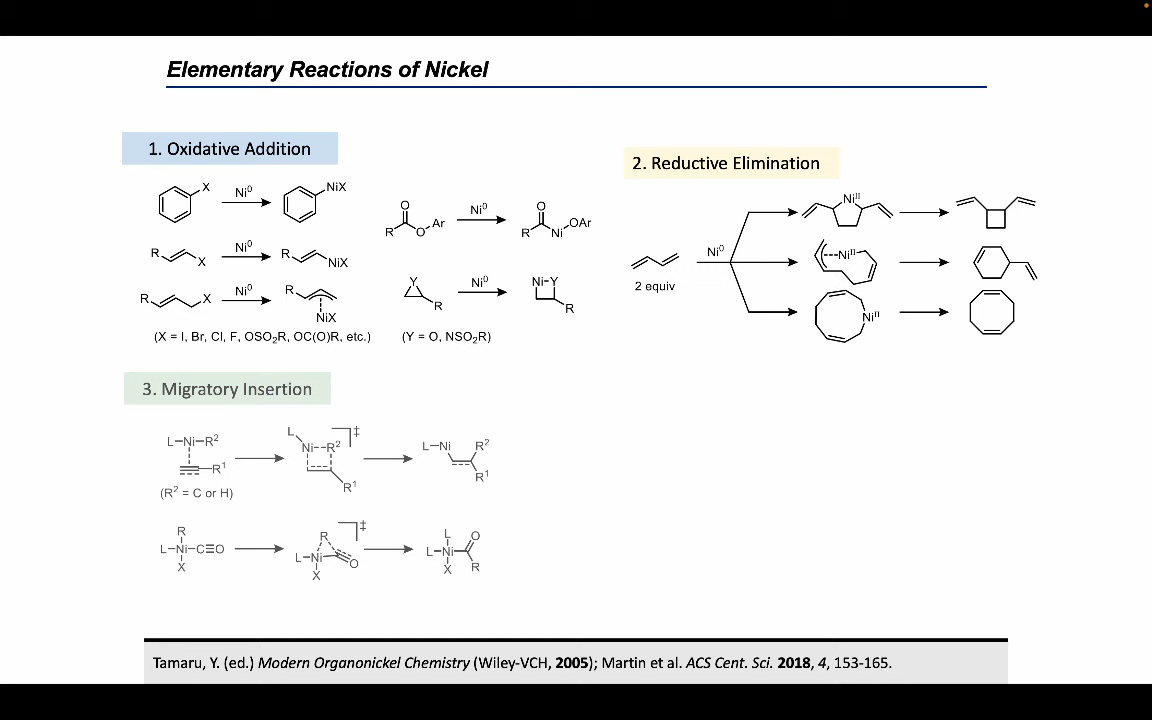 Elementary Reactions of Nickel
1. Oxidative Addition
X
Ni⁰
NiX
R
X
Ni⁰
R
NiX
R
X
Ni⁰
R
NiX
(X = I, Br, Cl, F, OSO₂R, OC(O)R, etc.)
O
R
O
Ar
Ni⁰
O
R
Ni
OAr
Y
R
Ni⁰
Ni
Y
R
(Y = O, NSO₂R)
2. Reductive Elimination
2 equiv
Ni⁰
Niᴵᴵ
Niᴵᴵ
Niᴵᴵ
3. Migratory Insertion
L–Ni–R²
R¹
(R² = C or H)
L
Ni
R²
R¹
‡
L–Ni
R²
R¹
R
L–Ni–C≡O
X
R
L–Ni
X
O
‡
L
L–Ni
X
O
R
Tamaru, Y. (ed.) Modern Organonickel Chemistry (Wiley-VCH, 2005); Martin et al. ACS Cent. Sci. 2018, 4, 153-165.